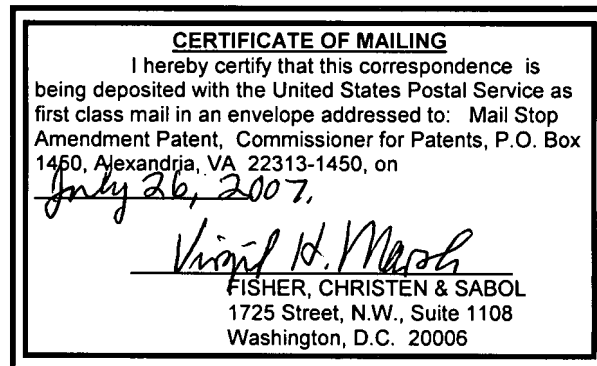 CERTIFICATE OF MAILING
I hereby certify that this correspondence is
being deposited with the United States Postal Service as
first class mail in an envelope addressed to: Mail Stop
Amendment Patent, Commissioner for Patents, P.O. Box
1450, Alexandria, VA 22313-1450, on
July 26, 2007.
Virgil H. Marsh
FISHER, CHRISTEN & SABOL
1725 Street, N.W., Suite 1108
Washington, D.C. 20006